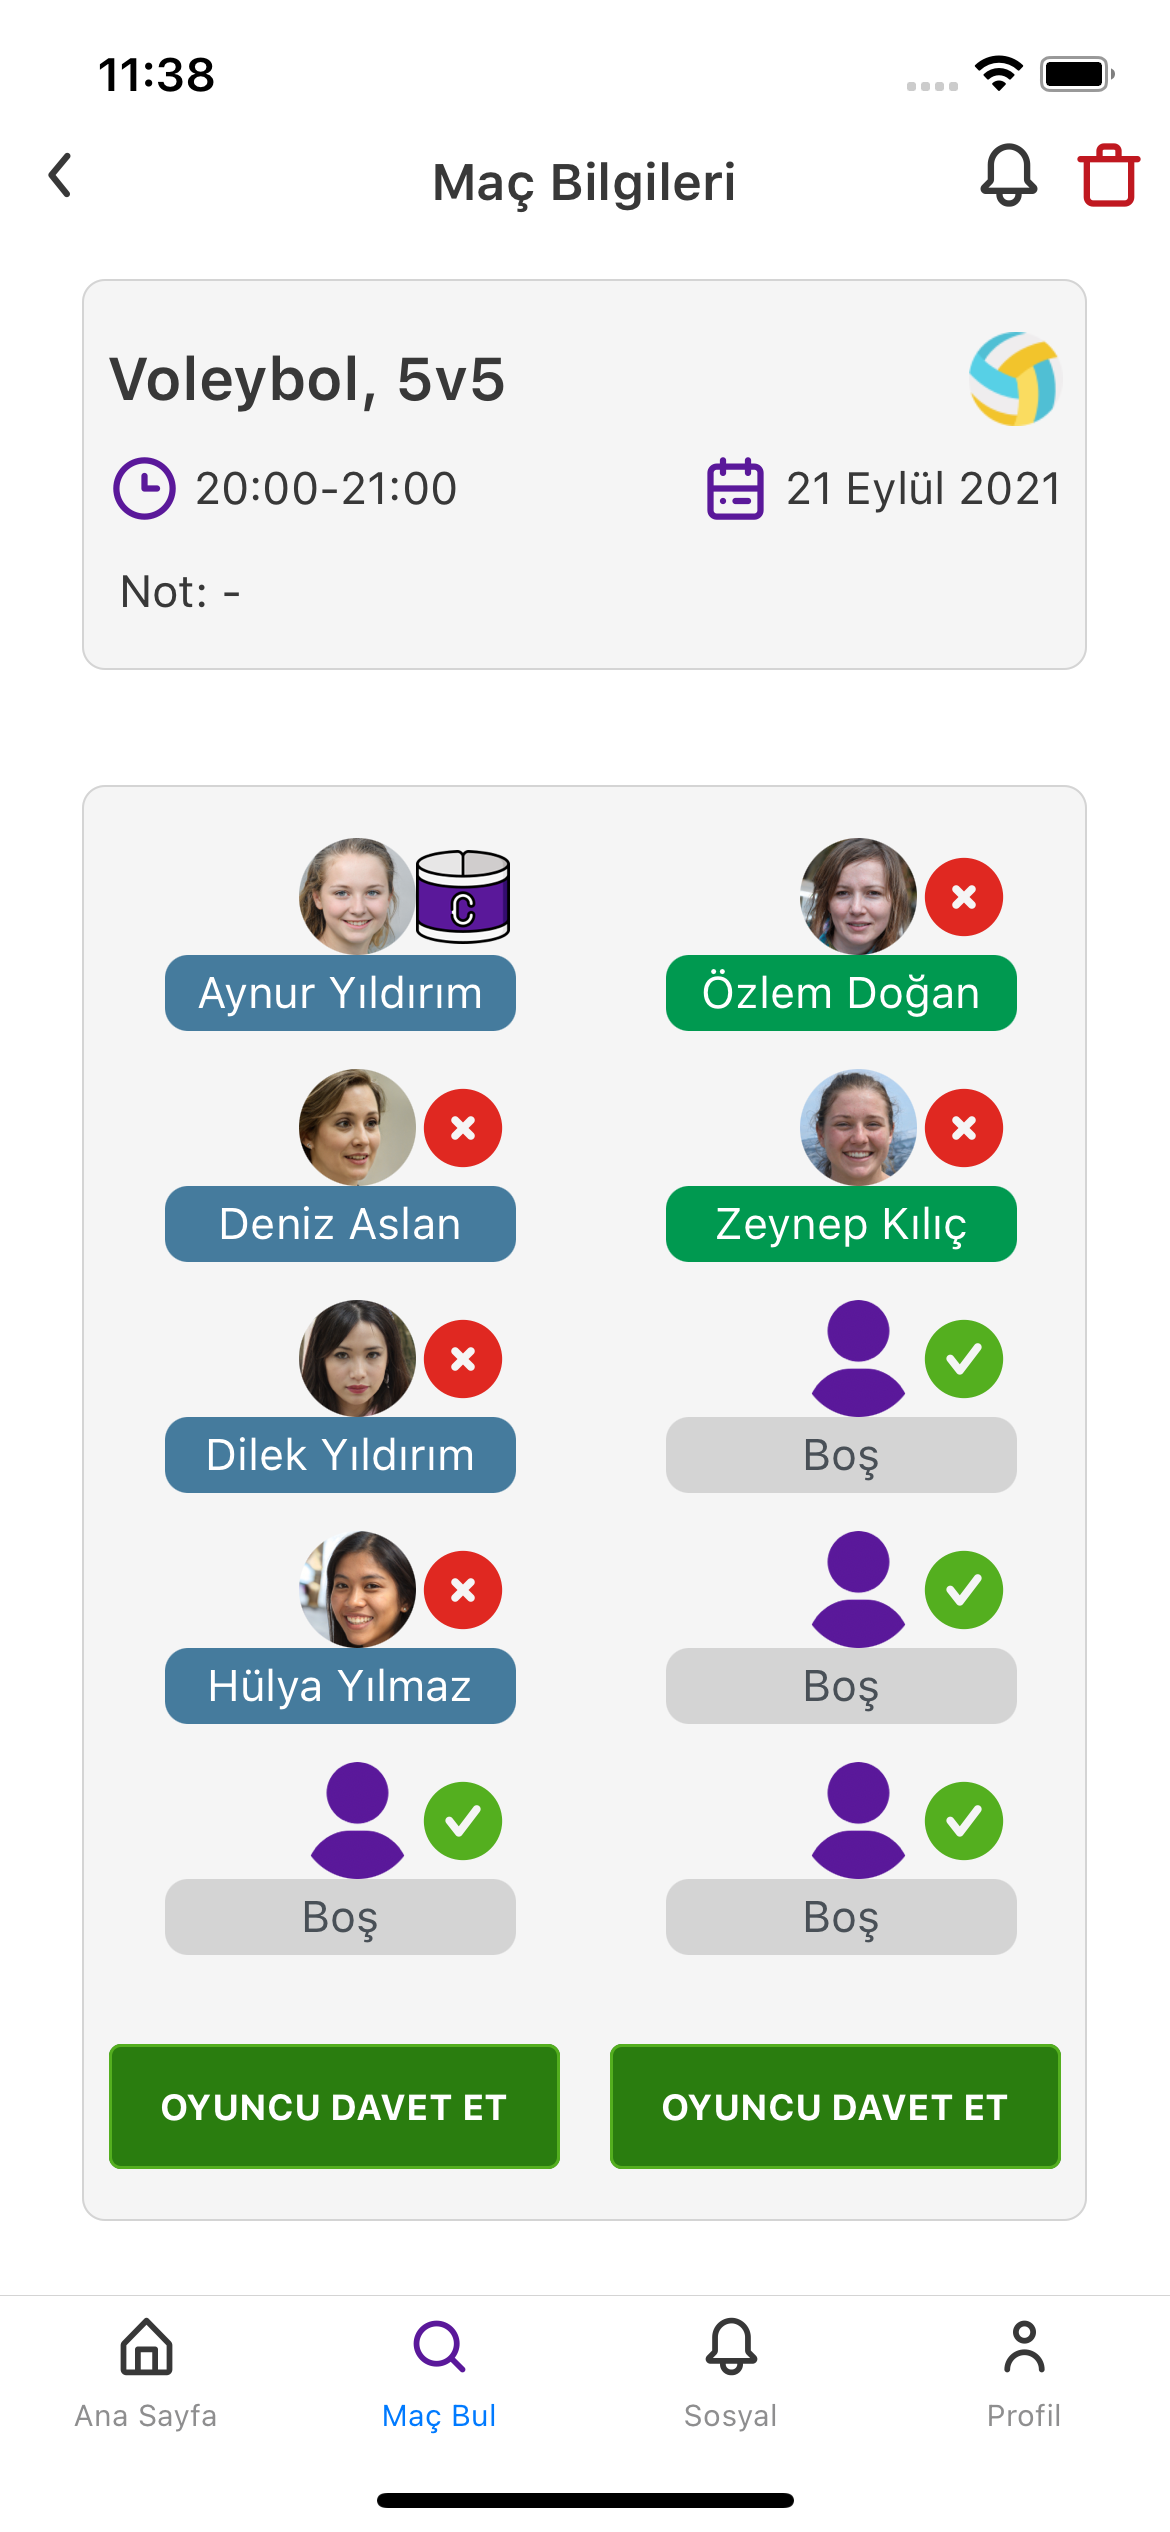 11:38
Maç Bilgileri
Voleybol, 5v5
20:00-21:00
21 Eylül 2021
Not: -
C
Aynur Yıldırım
Özlem Doğan
Deniz Aslan
Zeynep Kılıç
Dilek Yıldırım
Boş
Hülya Yılmaz
Boş
Boş
Boş
OYUNCU DAVET ET
OYUNCU DAVET ET
Ana Sayfa
Maç Bul
Sosyal
Profil